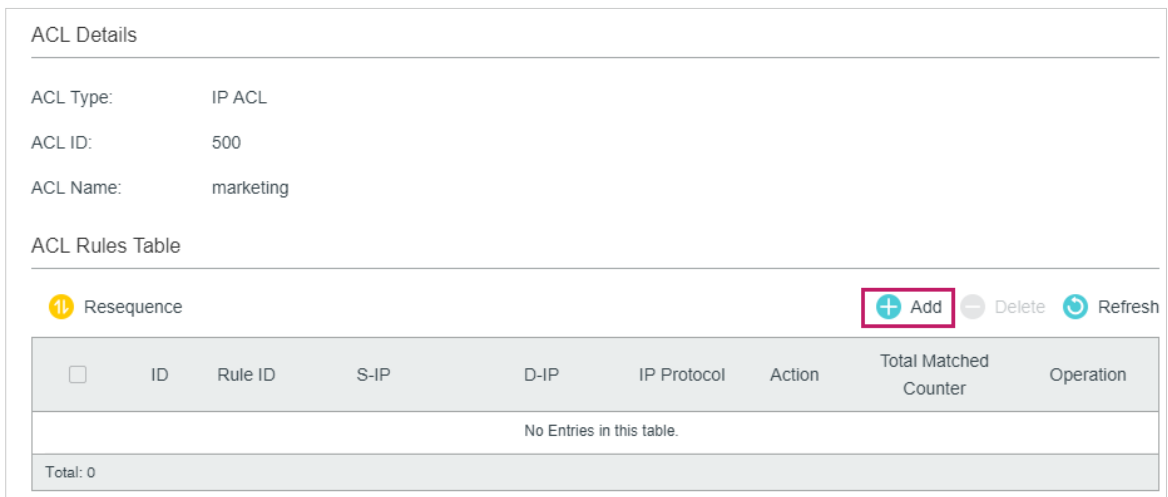 ACL Details
ACL Type: IP ACL
ACL ID: 500
ACL Name: marketing
ACL Rules Table
Resequence Add Delete Refresh
ID Rule ID S-IP D-IP IP Protocol Action Total Matched Counter Operation
No Entries in this table.
Total: 0